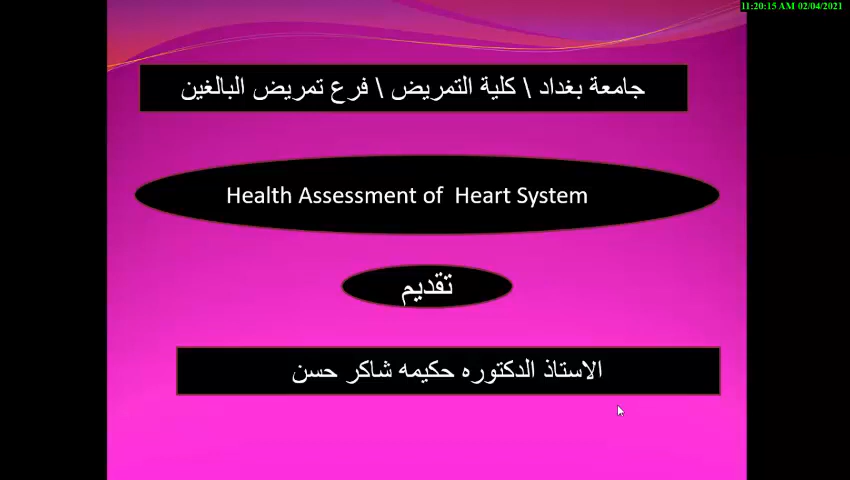 11:20:15 AM 02/04/2021
جامعة بغداد \ كلية التمريض \ فرع تمريض البالغين
Health Assessment of Heart System
تقديم
الاستاذ الدكتوره حكيمه شاكر حسن